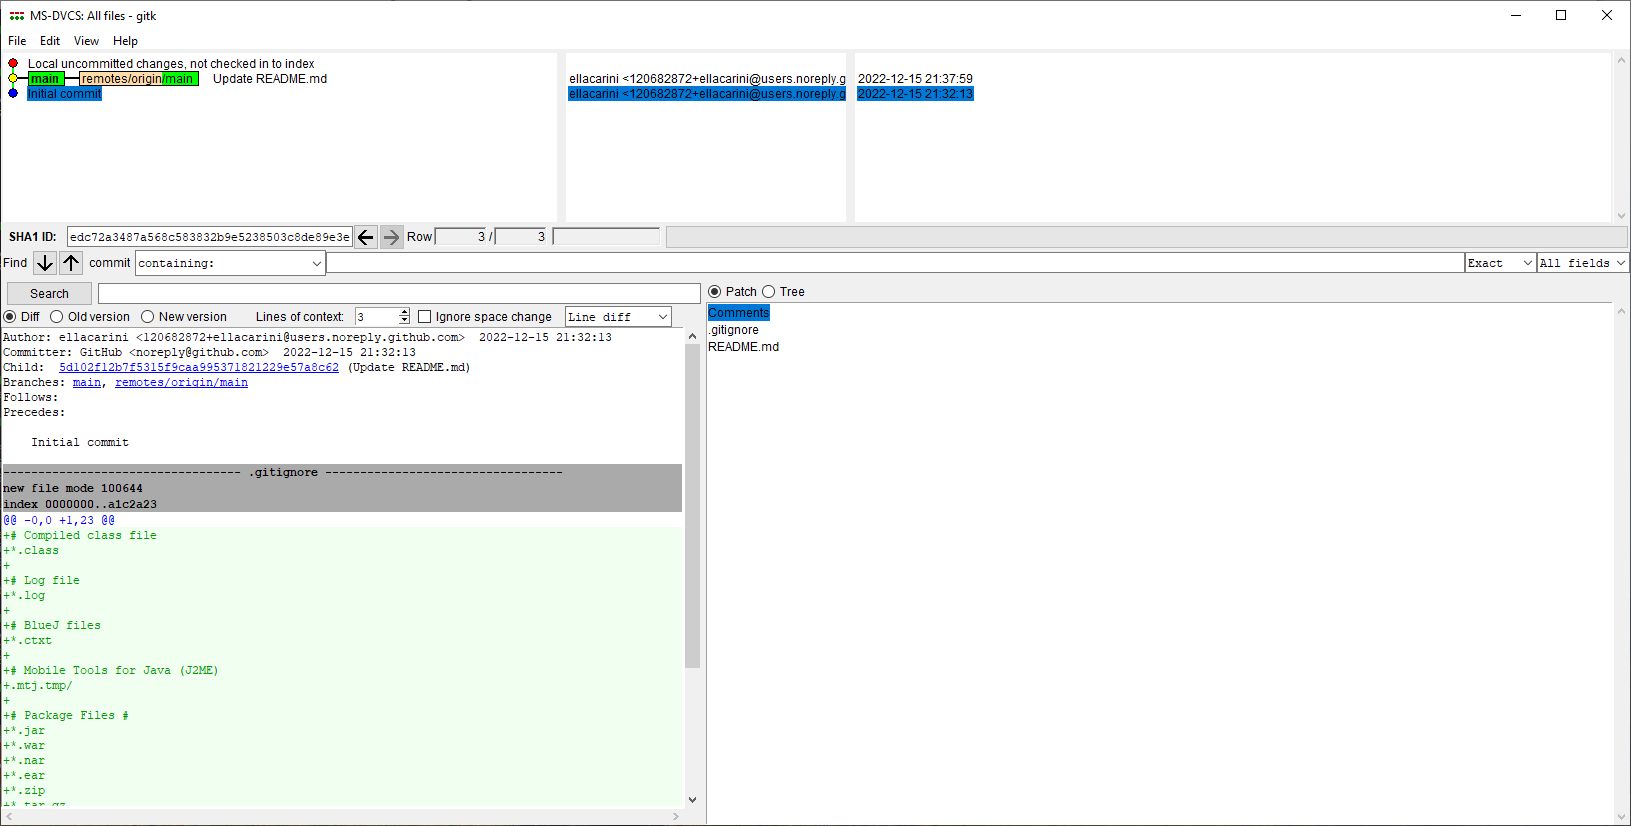 MS-DVCS: All files - gitk
File Edit View Help
Local uncommitted changes, not checked in to index
main remotes/origin/main Update README.md ellacarini <120682872+ellacarini@users.noreply.g 2022-12-15 21:37:59
Initial commit ellacarini <120682872+ellacarini@users.noreply.g 2022-12-15 21:32:13
SHA1 ID: edc72a3487a568c583832b9e5238503c8de89e3e Row 3 / 3
Find commit containing: Exact All fields
Search
Patch Tree
Diff Old version New version Lines of context: 3 Ignore space change Line diff
Comments
.gitignore
README.md
Author: ellacarini <120682872+ellacarini@users.noreply.github.com>  2022-12-15 21:32:13
Committer: GitHub <noreply@github.com>  2022-12-15 21:32:13
Child:  5d102f12b7f5315f9caa995371821229e57a8c62 (Update README.md)
Branches: main, remotes/origin/main
Follows:
Precedes:
Initial commit
---------------------------------- .gitignore ----------------------------------
new file mode 100644
index 0000000..a1c2a23
@@ -0,0 +1,23 @@
+# Compiled class file
+*.class
+
+# Log file
+*.log
+
+# BlueJ files
+*.ctxt
+
+# Mobile Tools for Java (J2ME)
+.mtj.tmp/
+
+# Package Files #
+*.jar
+*.war
+*.nar
+*.ear
+*.zip
+*.tar.gz